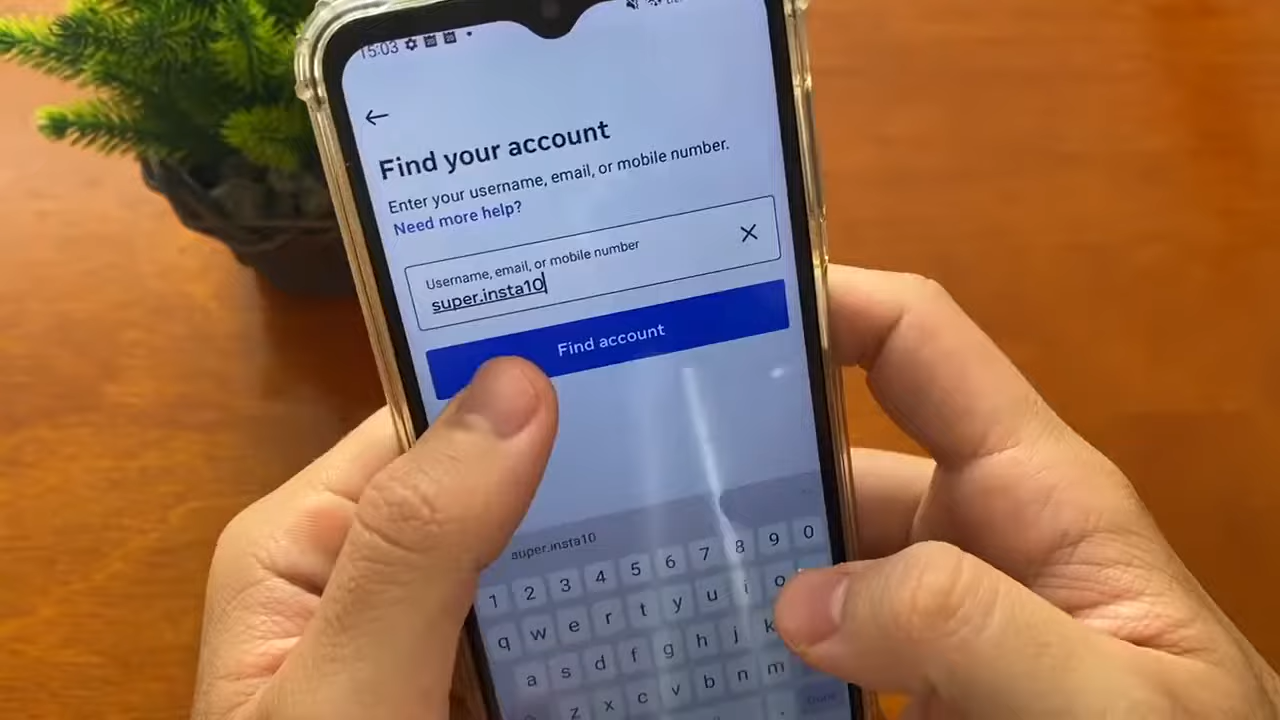 15:03
Find your account
Enter your username, email, or mobile number.
Need more help?
Username, email, or mobile number
super.insta10
Find account
super.insta10
1 2 3 4 5 6 7 8 9 0
q w e r t y u i o
a s d f g h j k
z x c v b n m